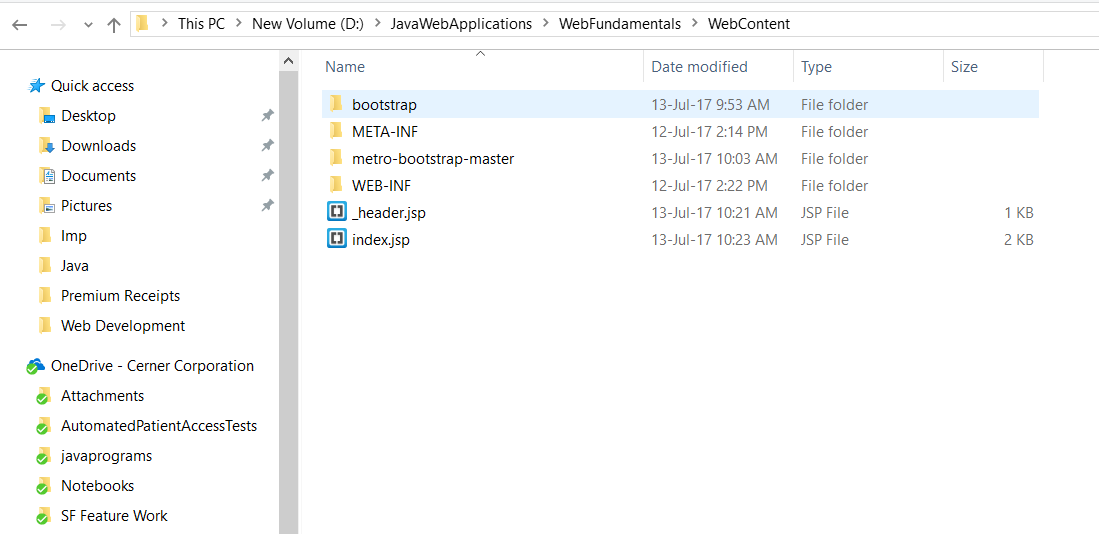 This PC > New Volume (D:) > JavaWebApplications > WebFundamentals > WebContent
Name Date modified Type Size
Quick access
Desktop
Downloads
Documents
Pictures
Imp
Java
Premium Receipts
Web Development
OneDrive - Cerner Corporation
Attachments
AutomatedPatientAccessTests
javaprograms
Notebooks
SF Feature Work
bootstrap 13-Jul-17 9:53 AM File folder
META-INF 12-Jul-17 2:14 PM File folder
metro-bootstrap-master 13-Jul-17 10:03 AM File folder
WEB-INF 12-Jul-17 2:22 PM File folder
_header.jsp 13-Jul-17 10:21 AM JSP File 1 KB
index.jsp 13-Jul-17 10:23 AM JSP File 2 KB